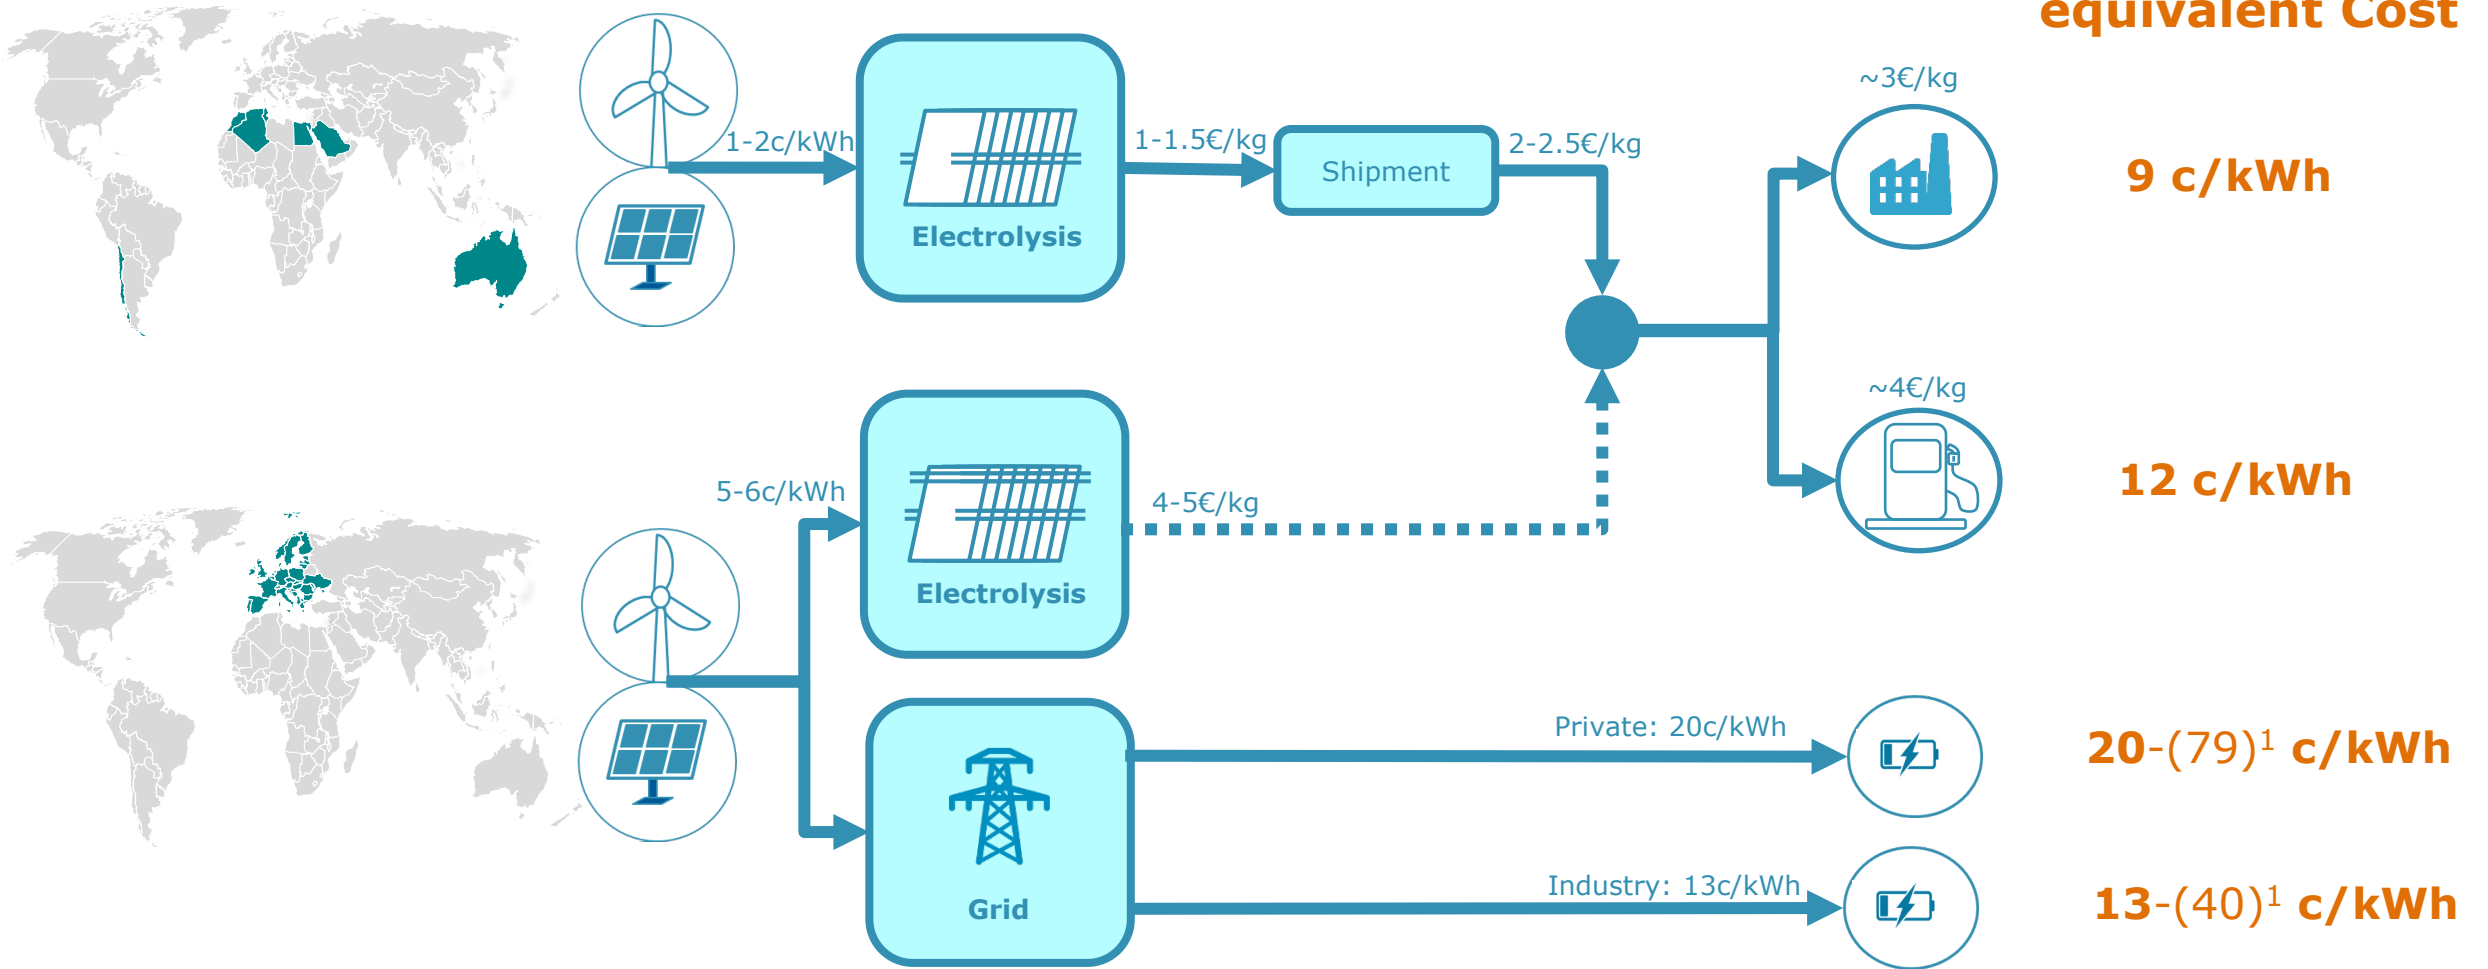 equivalent Cost
~3€/kg
1-2c/kWh
1-1.5€/kg
2-2.5€/kg
Shipment
9 c/kWh
Electrolysis
~4€/kg
5-6c/kWh
4-5€/kg
12 c/kWh
Electrolysis
Private: 20c/kWh
20-(79)¹ c/kWh
Industry: 13c/kWh
13-(40)¹ c/kWh
Grid